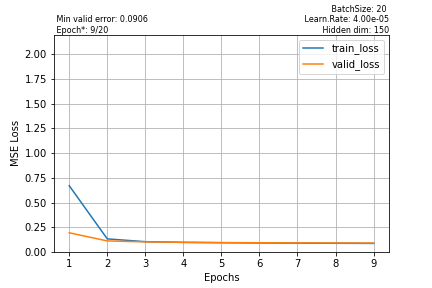 BatchSize: 20
Min valid error: 0.0906
Learn.Rate: 4.00e-05
Epoch*: 9/20
Hidden dim: 150
train_loss
valid_loss
2.00
1.75
1.50
1.25
1.00
0.75
0.50
0.25
0.00
MSE Loss
1 2 3 4 5 6 7 8 9
Epochs